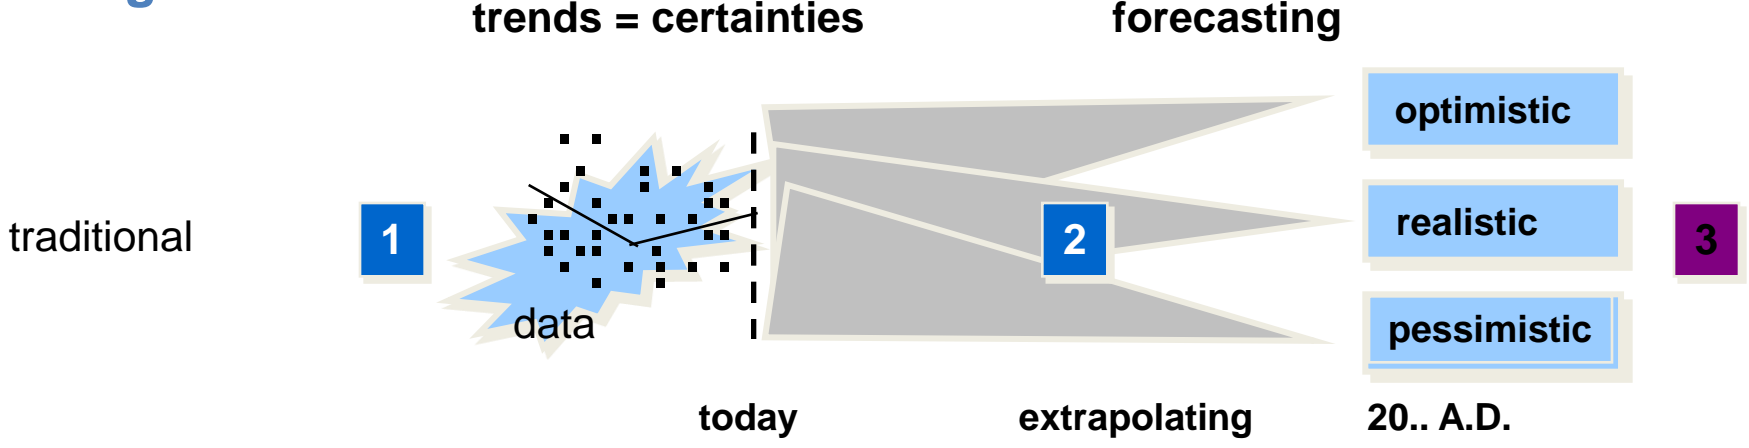 trends = certainties forecasting
optimistic
traditional 1 2 realistic 3
data pessimistic
today extrapolating 20.. A.D.